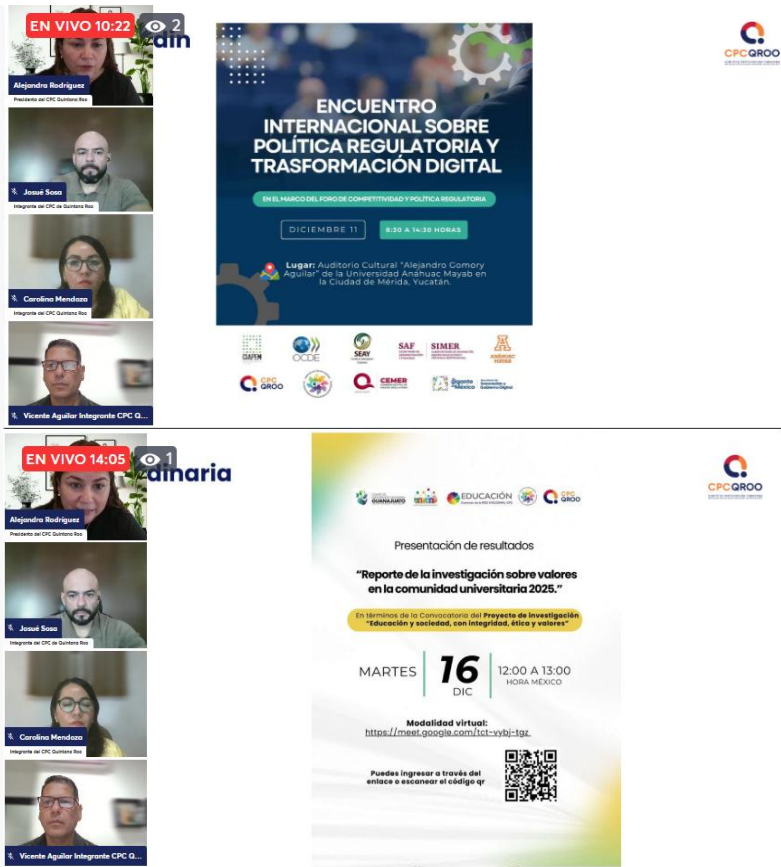 EN VIVO 10:22
2
din
Alejandra Rodríguez
Presidenta del CPC Quintana Roo
Josué Sosa
Integrante del CPC de Quintana Roo
Carolina Mendoza
Integrante del CPC Quintana Roo
Vicente Aguilar Integrante CPC Q...
ENCUENTRO
INTERNACIONAL SOBRE
POLÍTICA REGULATORIA Y
TRASFORMACIÓN DIGITAL
EN EL MARCO DEL FORO DE COMPETITIVIDAD Y POLÍTICA REGULATORIA
DICIEMBRE 11
8:30 A 14:30 HORAS
Lugar: Auditorio Cultural "Alejandro Gomory
Aguilar" de la Universidad Anáhuac Mayab en
la Ciudad de Mérida, Yucatán.
CIAPEM
OCDE
SEAY
SAF
SIMER
ANÁHUAC
MAYAB
CPC
QROO
CEMER
CPCQROO
EN VIVO 14:05
1
dinaria
Alejandra Rodríguez
Presidenta del CPC Quintana Roo
Josué Sosa
Integrante del CPC de Quintana Roo
Carolina Mendoza
Integrante del CPC Quintana Roo
Vicente Aguilar Integrante CPC Q...
GUANAJUATO
EDUCACIÓN
CPC
QROO
Presentación de resultados
"Reporte de la investigación sobre valores
en la comunidad universitaria 2025."
En términos de la Convocatoria del Proyecto de investigación
"Educación y sociedad, con integridad, ética y valores"
MARTES
16
DIC
12:00 A 13:00
HORA MÉXICO
Modalidad virtual:
https://meet.google.com/tct-vybj-tgz
Puedes ingresar a través del
enlace o escanear el código qr
CPCQROO